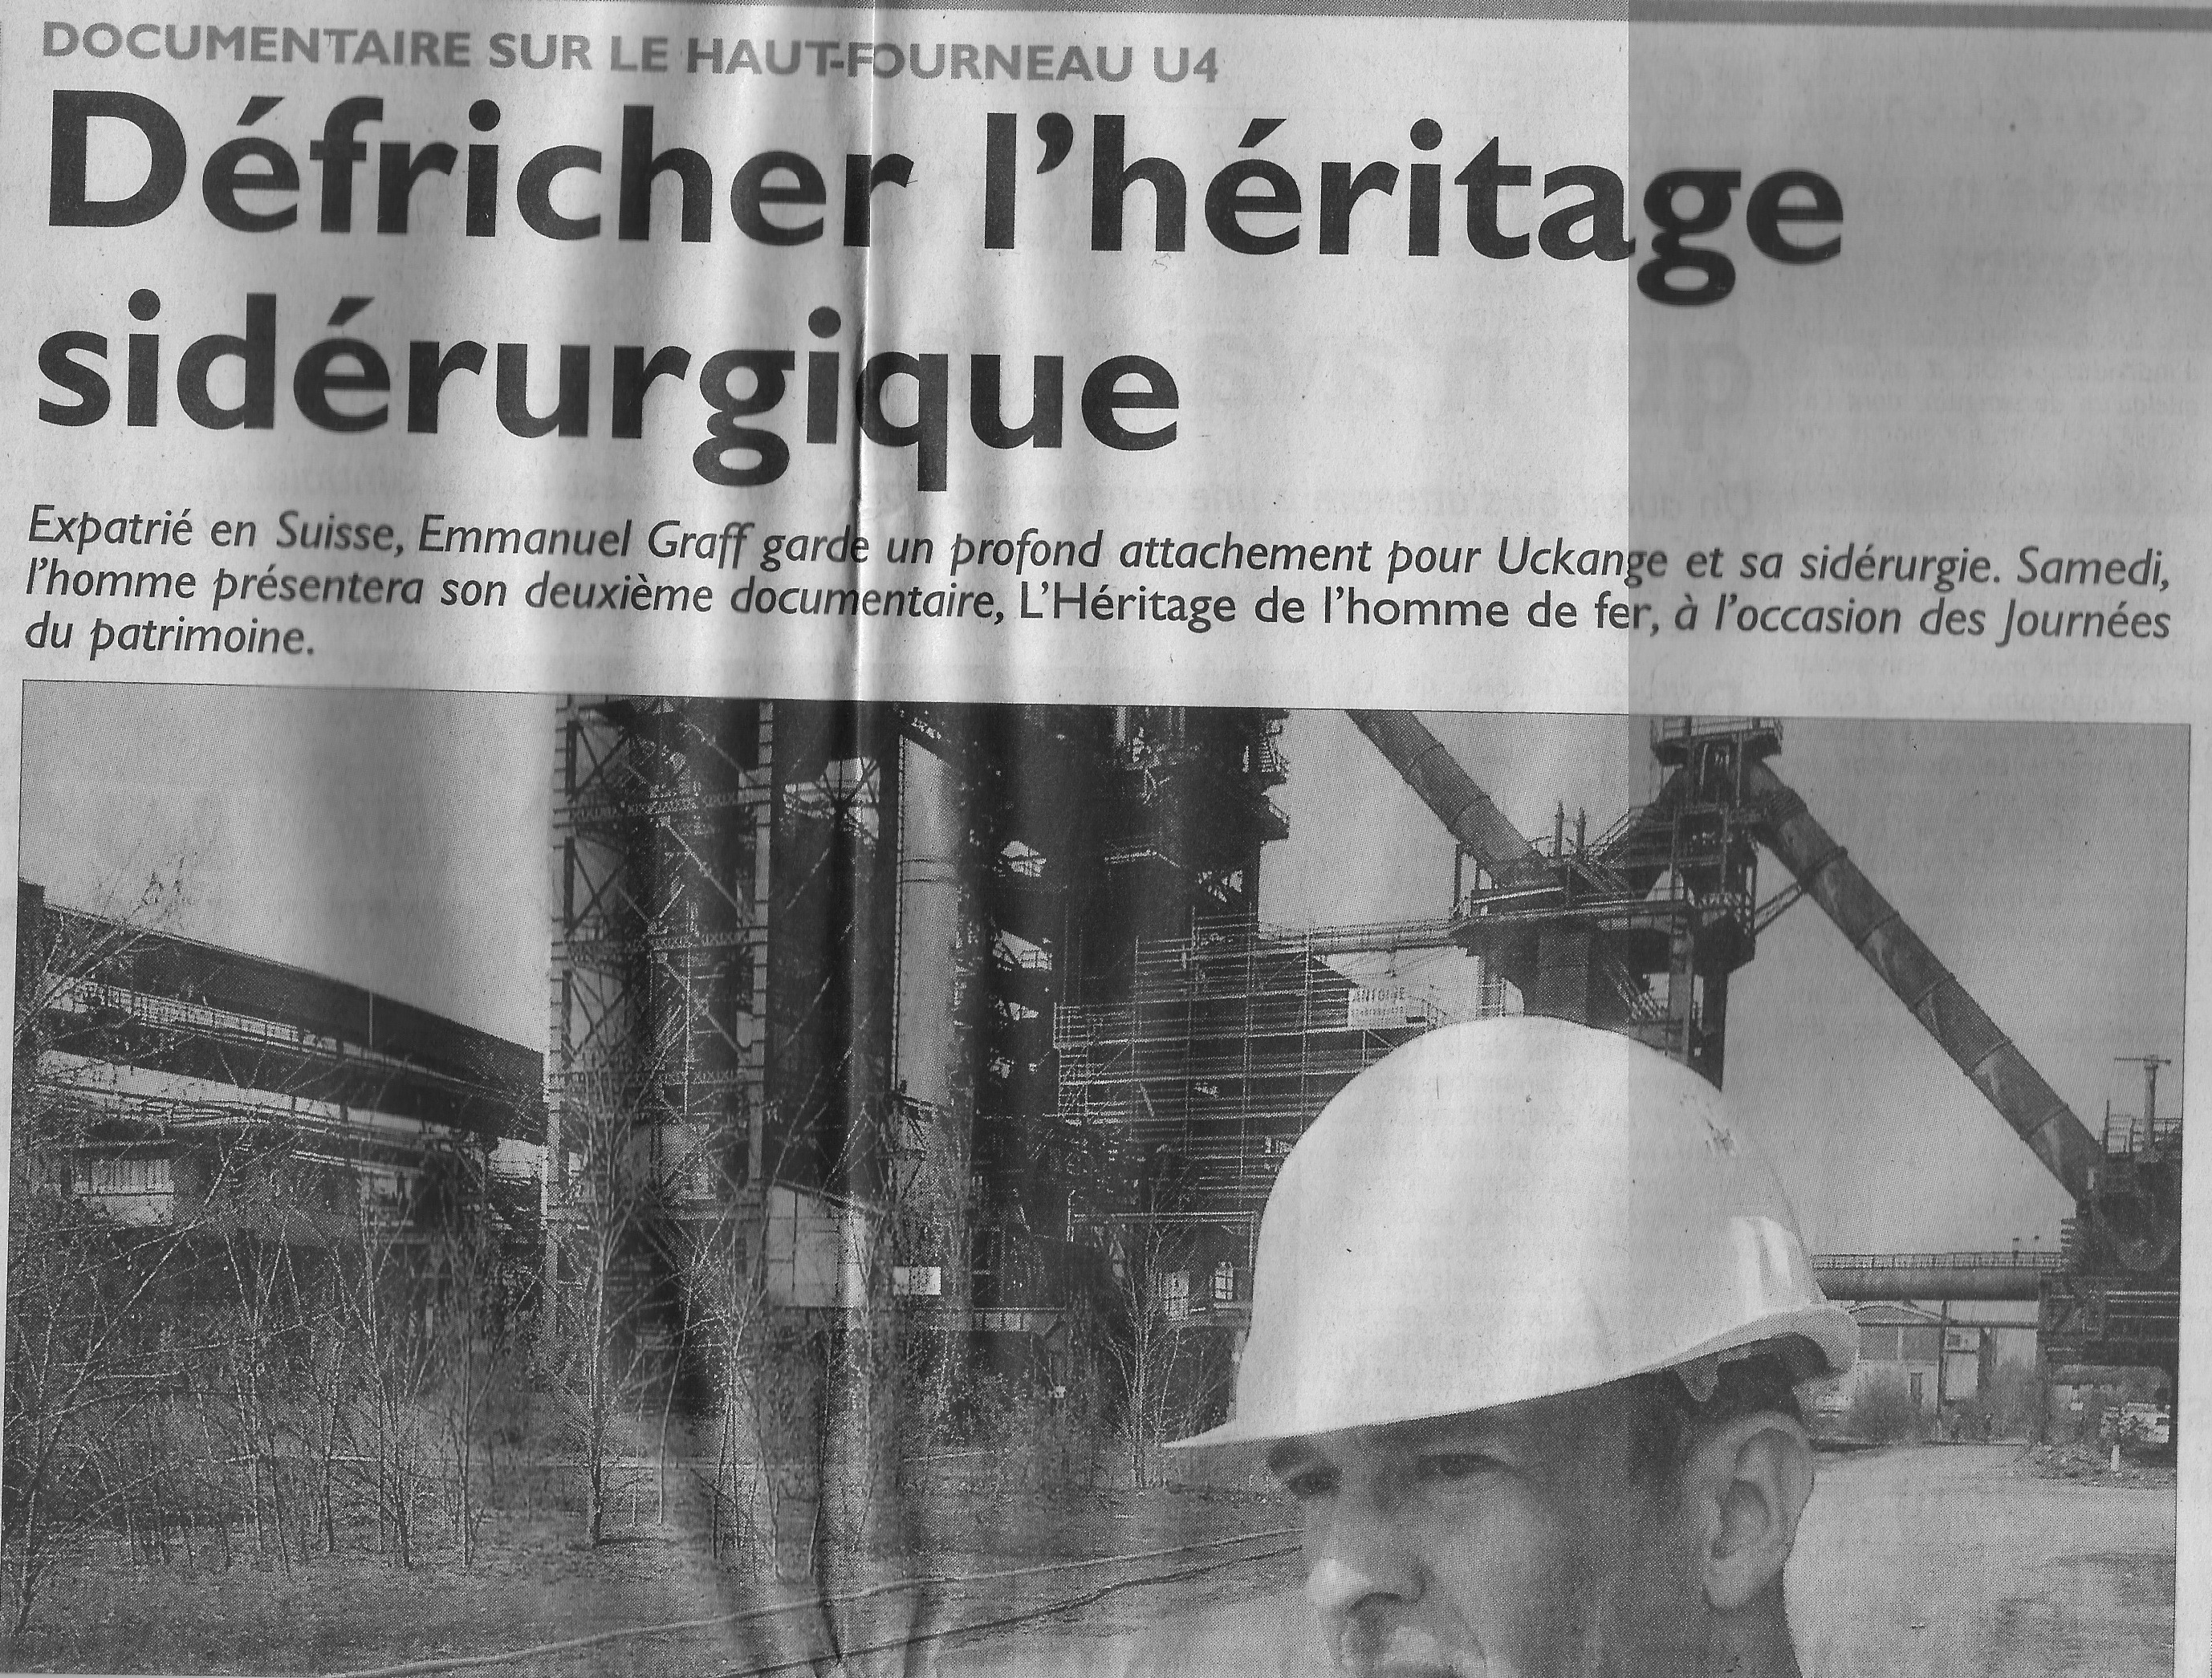 DOCUMENTAIRE SUR LE HAUT-FOURNEAU U4
Défricher l'héritage
sidérurgique
Expatrié en Suisse, Emmanuel Graff garde un profond attachement pour Uckange et sa sidérurgie. Samedi,
l'homme présentera son deuxième documentaire, L'Héritage de l'homme de fer, à l'occasion des Journées
du patrimoine.
ANTOINE